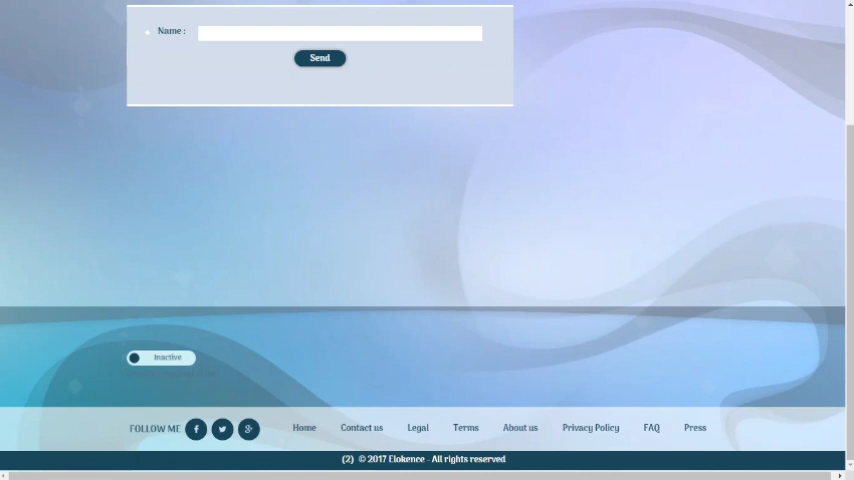 Name :
Send
Inactive
FOLLOW ME Home Contact us Legal Terms About us Privacy Policy FAQ Press
(2) © 2017 Elokence - All rights reserved